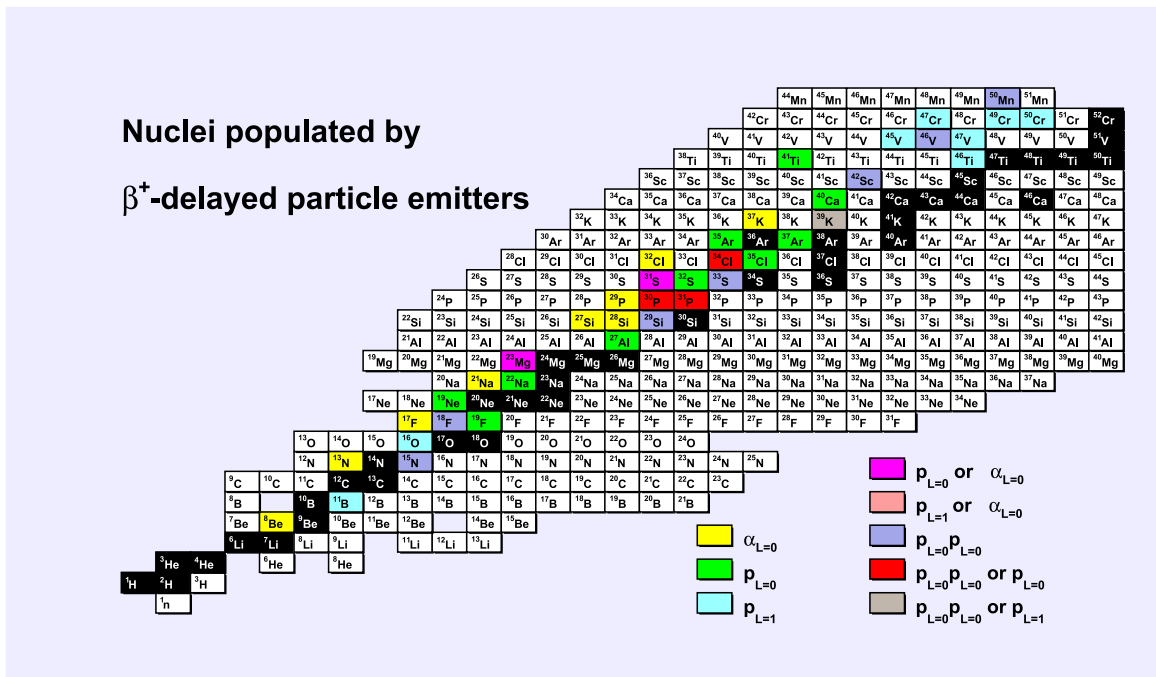 Nuclei populated by
β⁺-delayed particle emitters
⁴⁴Mn ⁴⁵Mn ⁴⁶Mn ⁴⁷Mn ⁴⁸Mn ⁴⁹Mn ⁵⁰Mn ⁵¹Mn
⁴²Cr ⁴³Cr ⁴⁴Cr ⁴⁵Cr ⁴⁶Cr ⁴⁷Cr ⁴⁸Cr ⁴⁹Cr ⁵⁰Cr ⁵¹Cr ⁵²Cr
⁴⁰V ⁴¹V ⁴²V ⁴³V ⁴⁴V ⁴⁵V ⁴⁶V ⁴⁷V ⁴⁸V ⁴⁹V ⁵⁰V ⁵¹V
³⁸Ti ³⁹Ti ⁴⁰Ti ⁴¹Ti ⁴²Ti ⁴³Ti ⁴⁴Ti ⁴⁵Ti ⁴⁶Ti ⁴⁷Ti ⁴⁸Ti ⁴⁹Ti ⁵⁰Ti
³⁶Sc ³⁷Sc ³⁸Sc ³⁹Sc ⁴⁰Sc ⁴¹Sc ⁴²Sc ⁴³Sc ⁴⁴Sc ⁴⁵Sc ⁴⁶Sc ⁴⁷Sc ⁴⁸Sc ⁴⁹Sc
³⁴Ca ³⁵Ca ³⁶Ca ³⁷Ca ³⁸Ca ³⁹Ca ⁴⁰Ca ⁴¹Ca ⁴²Ca ⁴³Ca ⁴⁴Ca ⁴⁵Ca ⁴⁶Ca ⁴⁷Ca ⁴⁸Ca
³²K ³³K ³⁴K ³⁵K ³⁶K ³⁷K ³⁸K ³⁹K ⁴⁰K ⁴¹K ⁴²K ⁴³K ⁴⁴K ⁴⁵K ⁴⁶K ⁴⁷K
³⁰Ar ³¹Ar ³²Ar ³³Ar ³⁴Ar ³⁵Ar ³⁶Ar ³⁷Ar ³⁸Ar ³⁹Ar ⁴⁰Ar ⁴¹Ar ⁴²Ar ⁴³Ar ⁴⁴Ar ⁴⁵Ar ⁴⁶Ar
²⁸Cl ²⁹Cl ³⁰Cl ³¹Cl ³²Cl ³³Cl ³⁴Cl ³⁵Cl ³⁶Cl ³⁷Cl ³⁸Cl ³⁹Cl ⁴⁰Cl ⁴¹Cl ⁴²Cl ⁴³Cl ⁴⁴Cl ⁴⁵Cl
²⁶S ²⁷S ²⁸S ²⁹S ³⁰S ³¹S ³²S ³³S ³⁴S ³⁵S ³⁶S ³⁷S ³⁸S ³⁹S ⁴⁰S ⁴¹S ⁴²S ⁴³S ⁴⁴S
²⁴P ²⁵P ²⁶P ²⁷P ²⁸P ²⁹P ³⁰P ³¹P ³²P ³³P ³⁴P ³⁵P ³⁶P ³⁷P ³⁸P ³⁹P ⁴⁰P ⁴¹P ⁴²P ⁴³P
²²Si ²³Si ²⁴Si ²⁵Si ²⁶Si ²⁷Si ²⁸Si ²⁹Si ³⁰Si ³¹Si ³²Si ³³Si ³⁴Si ³⁵Si ³⁶Si ³⁷Si ³⁸Si ³⁹Si ⁴⁰Si ⁴¹Si ⁴²Si
²¹Al ²²Al ²³Al ²⁴Al ²⁵Al ²⁶Al ²⁷Al ²⁸Al ²⁹Al ³⁰Al ³¹Al ³²Al ³³Al ³⁴Al ³⁵Al ³⁶Al ³⁷Al ³⁸Al ³⁹Al ⁴⁰Al ⁴¹Al
¹⁹Mg ²⁰Mg ²¹Mg ²²Mg ²³Mg ²⁴Mg ²⁵Mg ²⁶Mg ²⁷Mg ²⁸Mg ²⁹Mg ³⁰Mg ³¹Mg ³²Mg ³³Mg ³⁴Mg ³⁵Mg ³⁶Mg ³⁷Mg ³⁸Mg ³⁹Mg ⁴⁰Mg
²⁰Na ²¹Na ²²Na ²³Na ²⁴Na ²⁵Na ²⁶Na ²⁷Na ²⁸Na ²⁹Na ³⁰Na ³¹Na ³²Na ³³Na ³⁴Na ³⁵Na ³⁶Na ³⁷Na
¹⁷Ne ¹⁸Ne ¹⁹Ne ²⁰Ne ²¹Ne ²²Ne ²³Ne ²⁴Ne ²⁵Ne ²⁶Ne ²⁷Ne ²⁸Ne ²⁹Ne ³⁰Ne ³¹Ne ³²Ne ³³Ne ³⁴Ne
¹⁷F ¹⁸F ¹⁹F ²⁰F ²¹F ²²F ²³F ²⁴F ²⁵F ²⁶F ²⁷F ²⁸F ²⁹F ³⁰F ³¹F
¹³O ¹⁴O ¹⁵O ¹⁶O ¹⁷O ¹⁸O ¹⁹O ²⁰O ²¹O ²²O ²³O ²⁴O
¹²N ¹³N ¹⁴N ¹⁵N ¹⁶N ¹⁷N ¹⁸N ¹⁹N ²⁰N ²¹N ²²N ²³N ²⁴N ²⁵N
⁹C ¹⁰C ¹¹C ¹²C ¹³C ¹⁴C ¹⁵C ¹⁶C ¹⁷C ¹⁸C ¹⁹C ²⁰C ²¹C ²²C ²³C
⁸B ¹⁰B ¹¹B ¹²B ¹³B ¹⁴B ¹⁵B ¹⁶B ¹⁷B ¹⁸B ¹⁹B ²⁰B ²¹B
⁷Be ⁸Be ⁹Be ¹⁰Be ¹¹Be ¹²Be ¹⁴Be ¹⁵Be
⁶Li ⁷Li ⁸Li ⁹Li ¹¹Li ¹²Li ¹³Li
³He ⁴He ⁶He ⁸He
¹H ²H ³H
¹n
α_L=0
p_L=0
p_L=1
p_L=0 or α_L=0
p_L=1 or α_L=0
p_L=0p_L=0
p_L=0p_L=0 or p_L=0
p_L=0p_L=0 or p_L=1